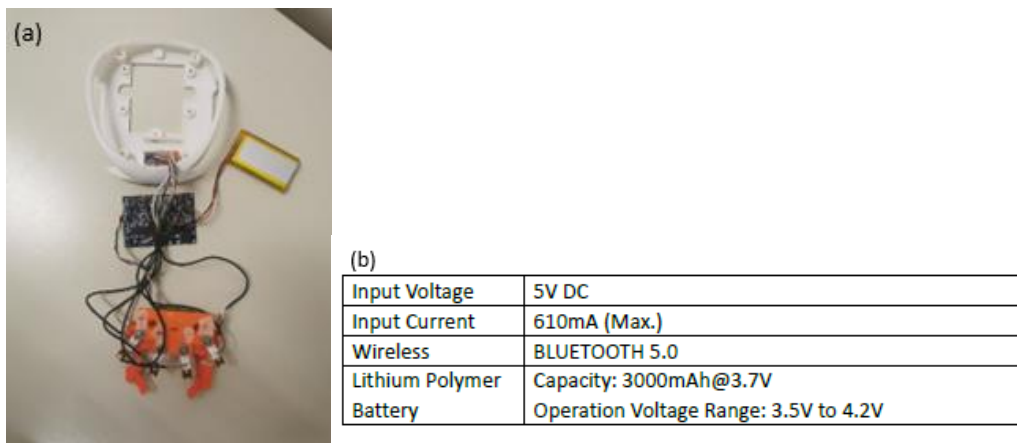 (a)
(b)
Input Voltage 5V DC
Input Current 610mA (Max.)
Wireless BLUETOOTH 5.0
Lithium Polymer Capacity: 3000mAh@3.7V
Battery Operation Voltage Range: 3.5V to 4.2V